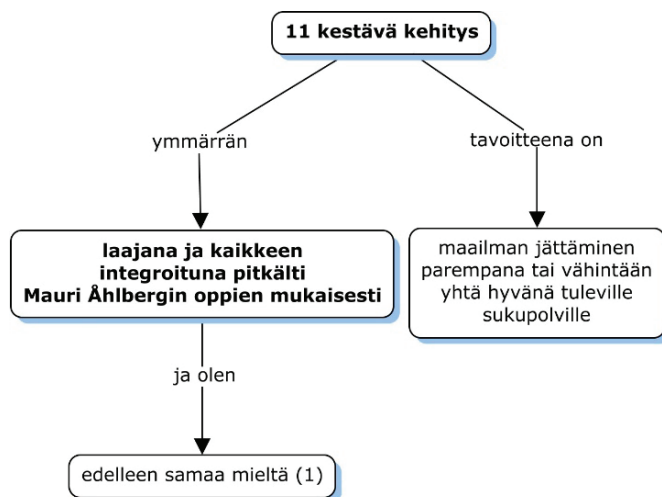 11 kestävä kehitys
ymmärrän
tavoitteena on
laajana ja kaikkeen
integroituna pitkälti
Mauri Åhlbergin oppien mukaisesti
maailman jättäminen
parempana tai vähintään
yhtä hyvänä tuleville
sukupolville
ja olen
edelleen samaa mieltä (1)